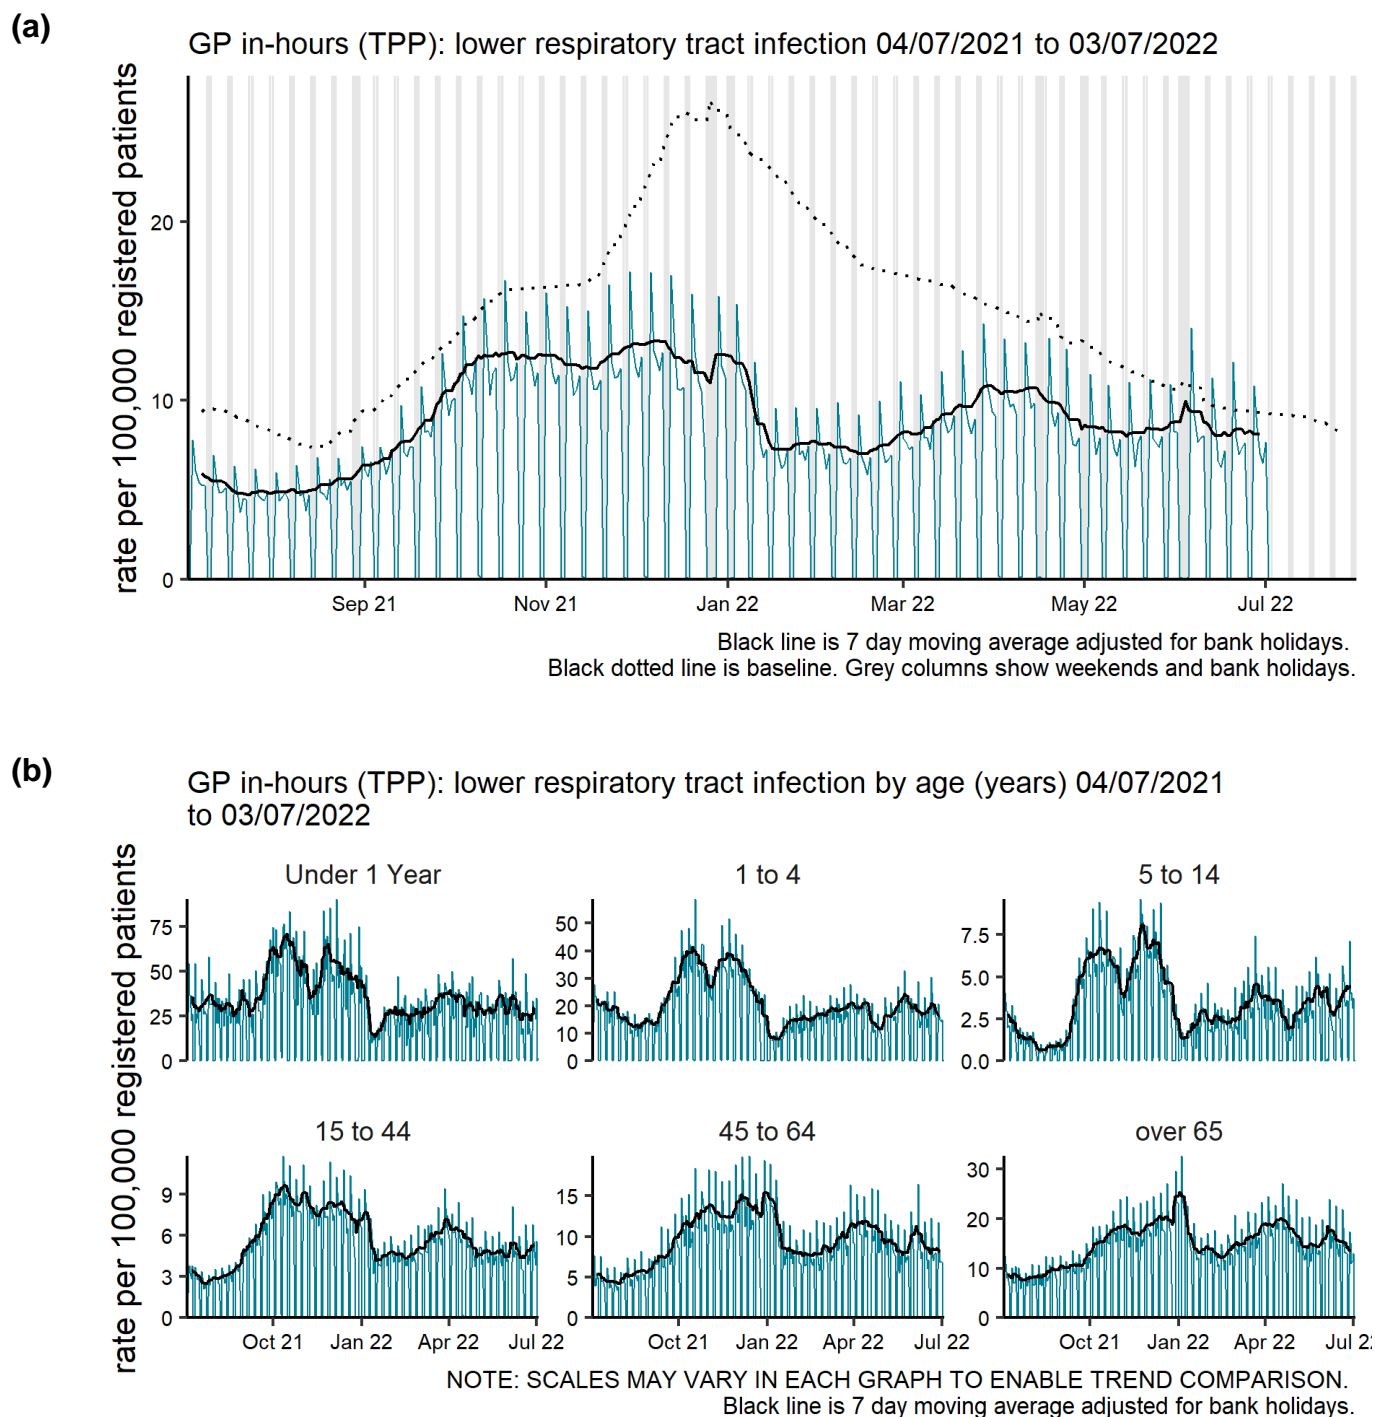 (a)
GP in-hours (TPP): lower respiratory tract infection 04/07/2021 to 03/07/2022
rate per 100,000 registered patients
20
10
0
Sep 21 Nov 21 Jan 22 Mar 22 May 22 Jul 22
Black line is 7 day moving average adjusted for bank holidays.
Black dotted line is baseline. Grey columns show weekends and bank holidays.
(b)
GP in-hours (TPP): lower respiratory tract infection by age (years) 04/07/2021
to 03/07/2022
rate per 100,000 registered patients
Under 1 Year
75
50
25
0
1 to 4
50
40
30
20
10
0
5 to 14
7.5
5.0
2.5
0.0
15 to 44
9
6
3
0
Oct 21 Jan 22 Apr 22 Jul 22
45 to 64
15
10
5
0
Oct 21 Jan 22 Apr 22 Jul 22
over 65
30
20
10
0
Oct 21 Jan 22 Apr 22 Jul 2
NOTE: SCALES MAY VARY IN EACH GRAPH TO ENABLE TREND COMPARISON.
Black line is 7 day moving average adjusted for bank holidays.